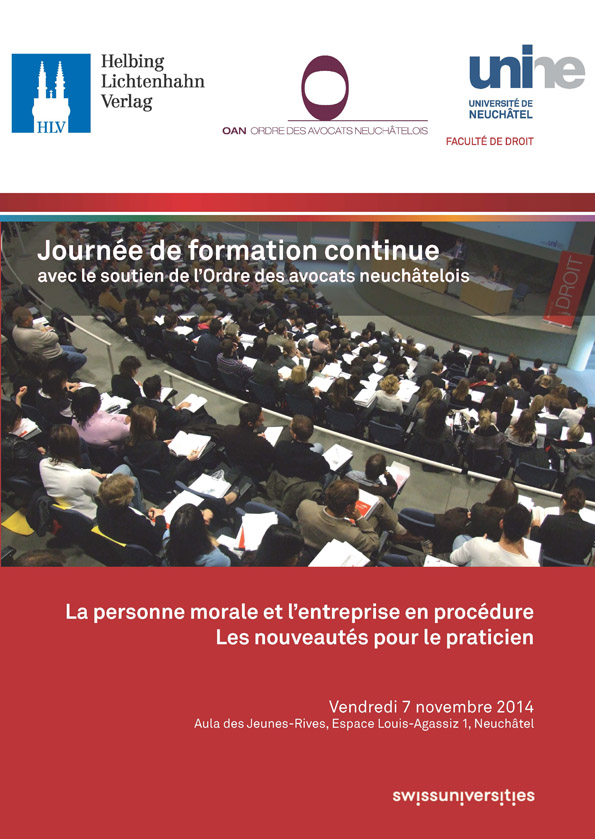 Helbing
Lichtenhahn
Verlag
HLV
OAN ORDRE DES AVOCATS NEUCHÂTELOIS
unine
UNIVERSITÉ DE
NEUCHÂTEL
FACULTÉ DE DROIT
Journée de formation continue
avec le soutien de l'Ordre des avocats neuchâtelois
DROIT
La personne morale et l'entreprise en procédure
Les nouveautés pour le praticien
Vendredi 7 novembre 2014
Aula des Jeunes-Rives, Espace Louis-Agassiz 1, Neuchâtel
swissuniversities